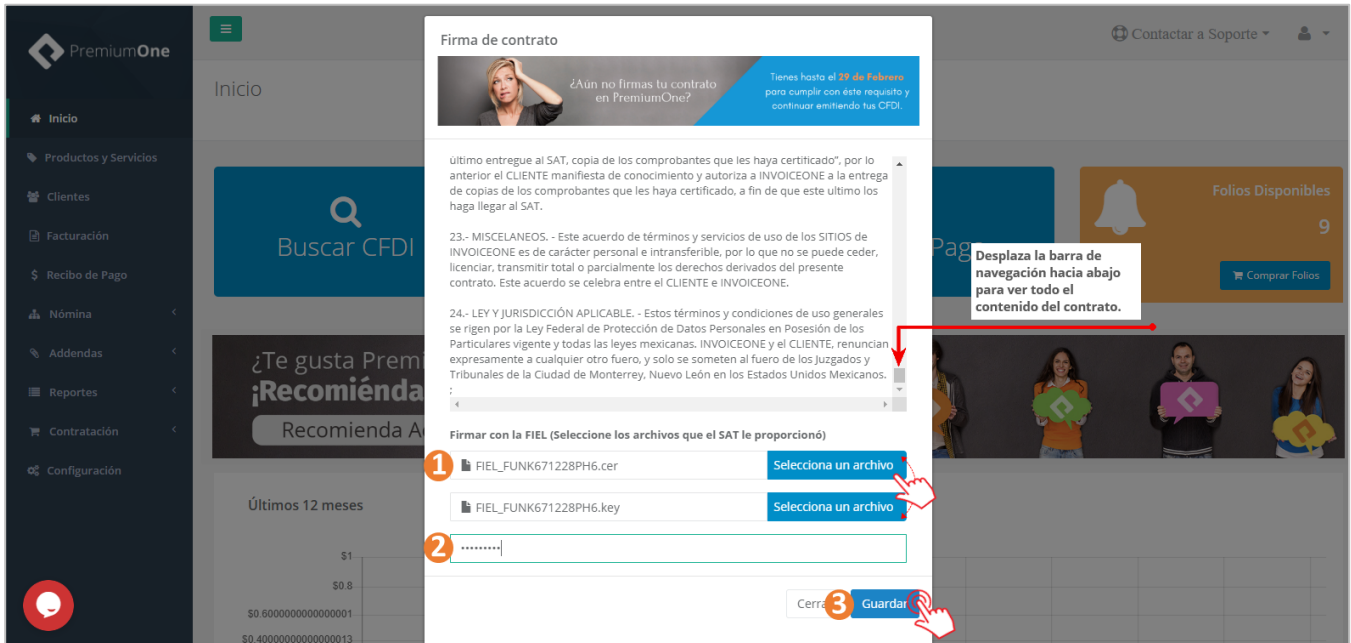 PremiumOne
Contactar a Soporte
Inicio
Inicio
Productos y Servicios
Clientes
Facturación
$ Recibo de Pago
Nómina
Addendas
Reportes
Contratación
Configuración
Buscar CFDI
Pago
Folios Disponibles
9
Comprar Folios
¿Te gusta Premi
¡Recomiénda
Recomienda A
Últimos 12 meses
$1
$0.8
$0.6000000000000001
$0.40000000000000013
Firma de contrato
¿Aún no firmas tu contrato
en PremiumOne?
Tienes hasta el 29 de Febrero
para cumplir con éste requisito y
continuar emitiendo tus CFDI.
último entregue al SAT, copia de los comprobantes que les haya certificado”, por lo
anterior el CLIENTE manifiesta de conocimiento y autoriza a INVOICEONE a la entrega
de copias de los comprobantes que les haya certificado, a fin de que este ultimo los
haga llegar al SAT.
23.- MISCELANEOS. - Este acuerdo de términos y servicios de uso de los SITIOS de
INVOICEONE es de carácter personal e intransferible, por lo que no se puede ceder,
licenciar, transmitir total o parcialmente los derechos derivados del presente
contrato. Este acuerdo se celebra entre el CLIENTE e INVOICEONE.
24.- LEY Y JURISDICCIÓN APLICABLE. - Estos términos y condiciones de uso generales
se rigen por la Ley Federal de Protección de Datos Personales en Posesión de los
Particulares vigente y todas las leyes mexicanas. INVOICEONE y el CLIENTE, renuncian
expresamente a cualquier otro fuero, y solo se someten al fuero de los Juzgados y
Tribunales de la Ciudad de Monterrey, Nuevo León en los Estados Unidos Mexicanos.
;
Desplaza la barra de
navegación hacia abajo
para ver todo el
contenido del contrato.
Firmar con la FIEL (Seleccione los archivos que el SAT le proporcionó)
1 FIEL_FUNK671228PH6.cer Selecciona un archivo
FIEL_FUNK671228PH6.key Selecciona un archivo
2 •••••••••
Cerra 3 Guardar